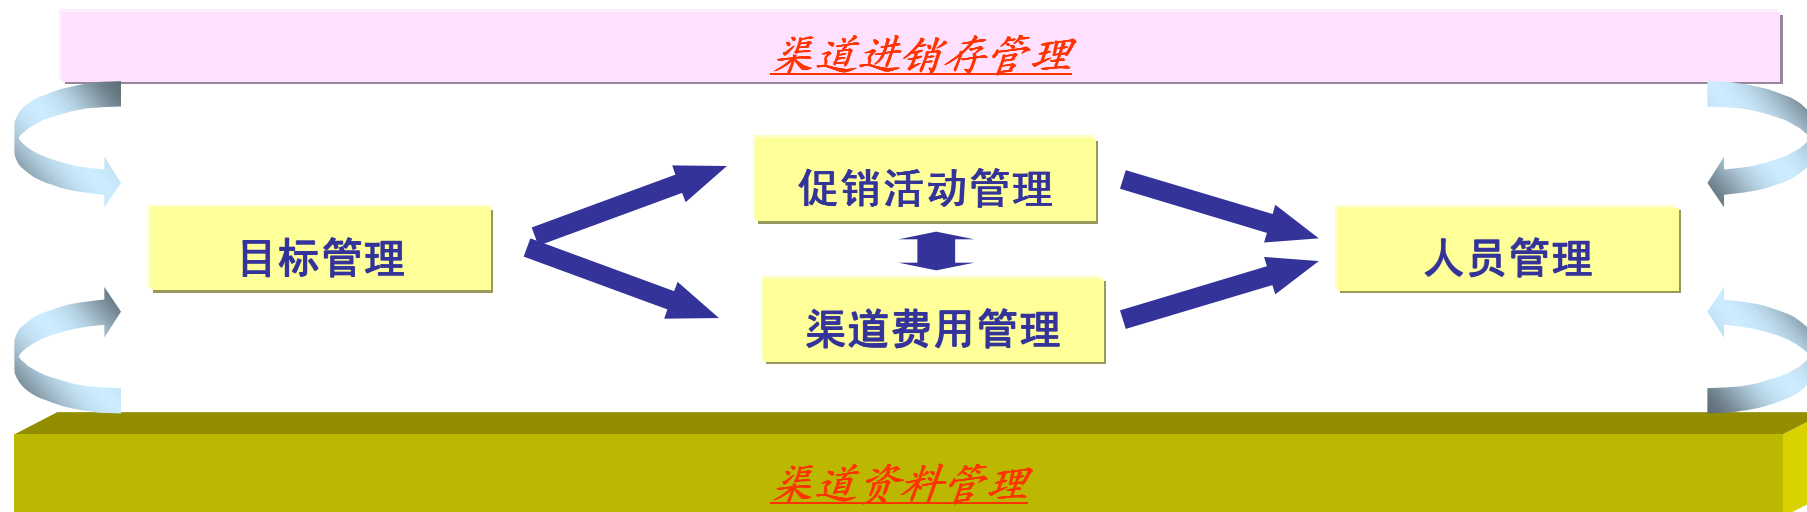 渠道进销存管理
促销活动管理
目标管理
人员管理
渠道费用管理
渠道资料管理